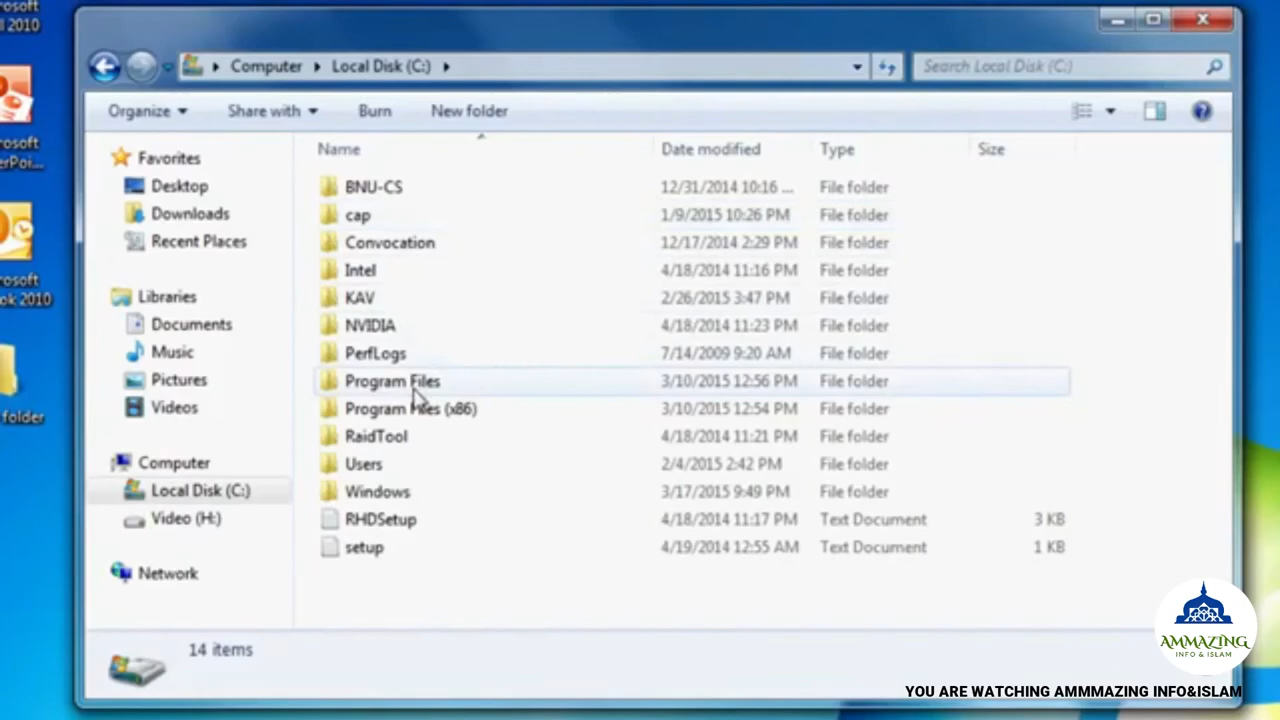 rosoft
ll 2010
rosoft
erPoi...
rosoft
ok 2010
folder
Computer
Local Disk (C:)
Search Local Disk (C:)
Organize
Share with
Burn
New folder
Favorites
Desktop
Downloads
Recent Places
Libraries
Documents
Music
Pictures
Videos
Computer
Local Disk (C:)
Video (H:)
Network
Name Date modified Type Size
BNU-CS 12/31/2014 10:16 ... File folder
cap 1/9/2015 10:26 PM File folder
Convocation 12/17/2014 2:29 PM File folder
Intel 4/18/2014 11:16 PM File folder
KAV 2/26/2015 3:47 PM File folder
NVIDIA 4/18/2014 11:23 PM File folder
PerfLogs 7/14/2009 9:20 AM File folder
Program Files 3/10/2015 12:56 PM File folder
Program Files (x86) 3/10/2015 12:54 PM File folder
RaidTool 4/18/2014 11:21 PM File folder
Users 2/4/2015 2:42 PM File folder
Windows 3/17/2015 9:49 PM File folder
RHDSetup 4/18/2014 11:17 PM Text Document 3 KB
setup 4/19/2014 12:55 AM Text Document 1 KB
14 items
AMMAZING
INFO & ISLAM
YOU ARE WATCHING AMMMAZING INFO&ISLAM